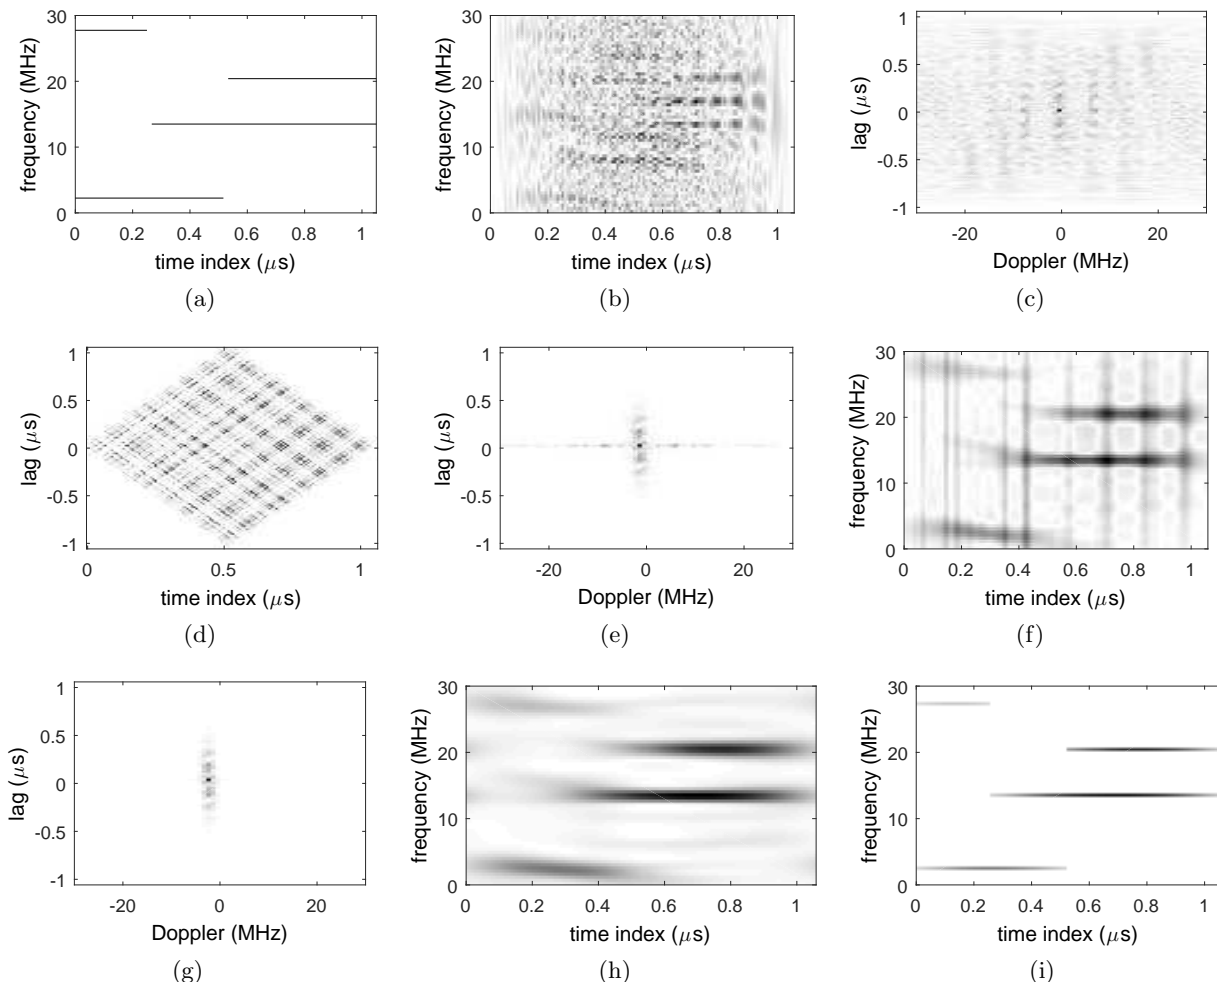 30
20
10
0
frequency (MHz)
0 0.2 0.4 0.6 0.8 1
time index (μs)
(a)
30
20
10
0
frequency (MHz)
0 0.2 0.4 0.6 0.8 1
time index (μs)
(b)
1
0.5
0
-0.5
-1
lag (μs)
-20 0 20
Doppler (MHz)
(c)
1
0.5
0
-0.5
-1
lag (μs)
0 0.5 1
time index (μs)
(d)
1
0.5
0
-0.5
-1
lag (μs)
-20 0 20
Doppler (MHz)
(e)
30
20
10
0
frequency (MHz)
0 0.2 0.4 0.6 0.8 1
time index (μs)
(f)
1
0.5
0
-0.5
-1
lag (μs)
-20 0 20
Doppler (MHz)
(g)
30
20
10
0
frequency (MHz)
0 0.2 0.4 0.6 0.8 1
time index (μs)
(h)
30
20
10
0
frequency (MHz)
0 0.2 0.4 0.6 0.8 1
time index (μs)
(i)